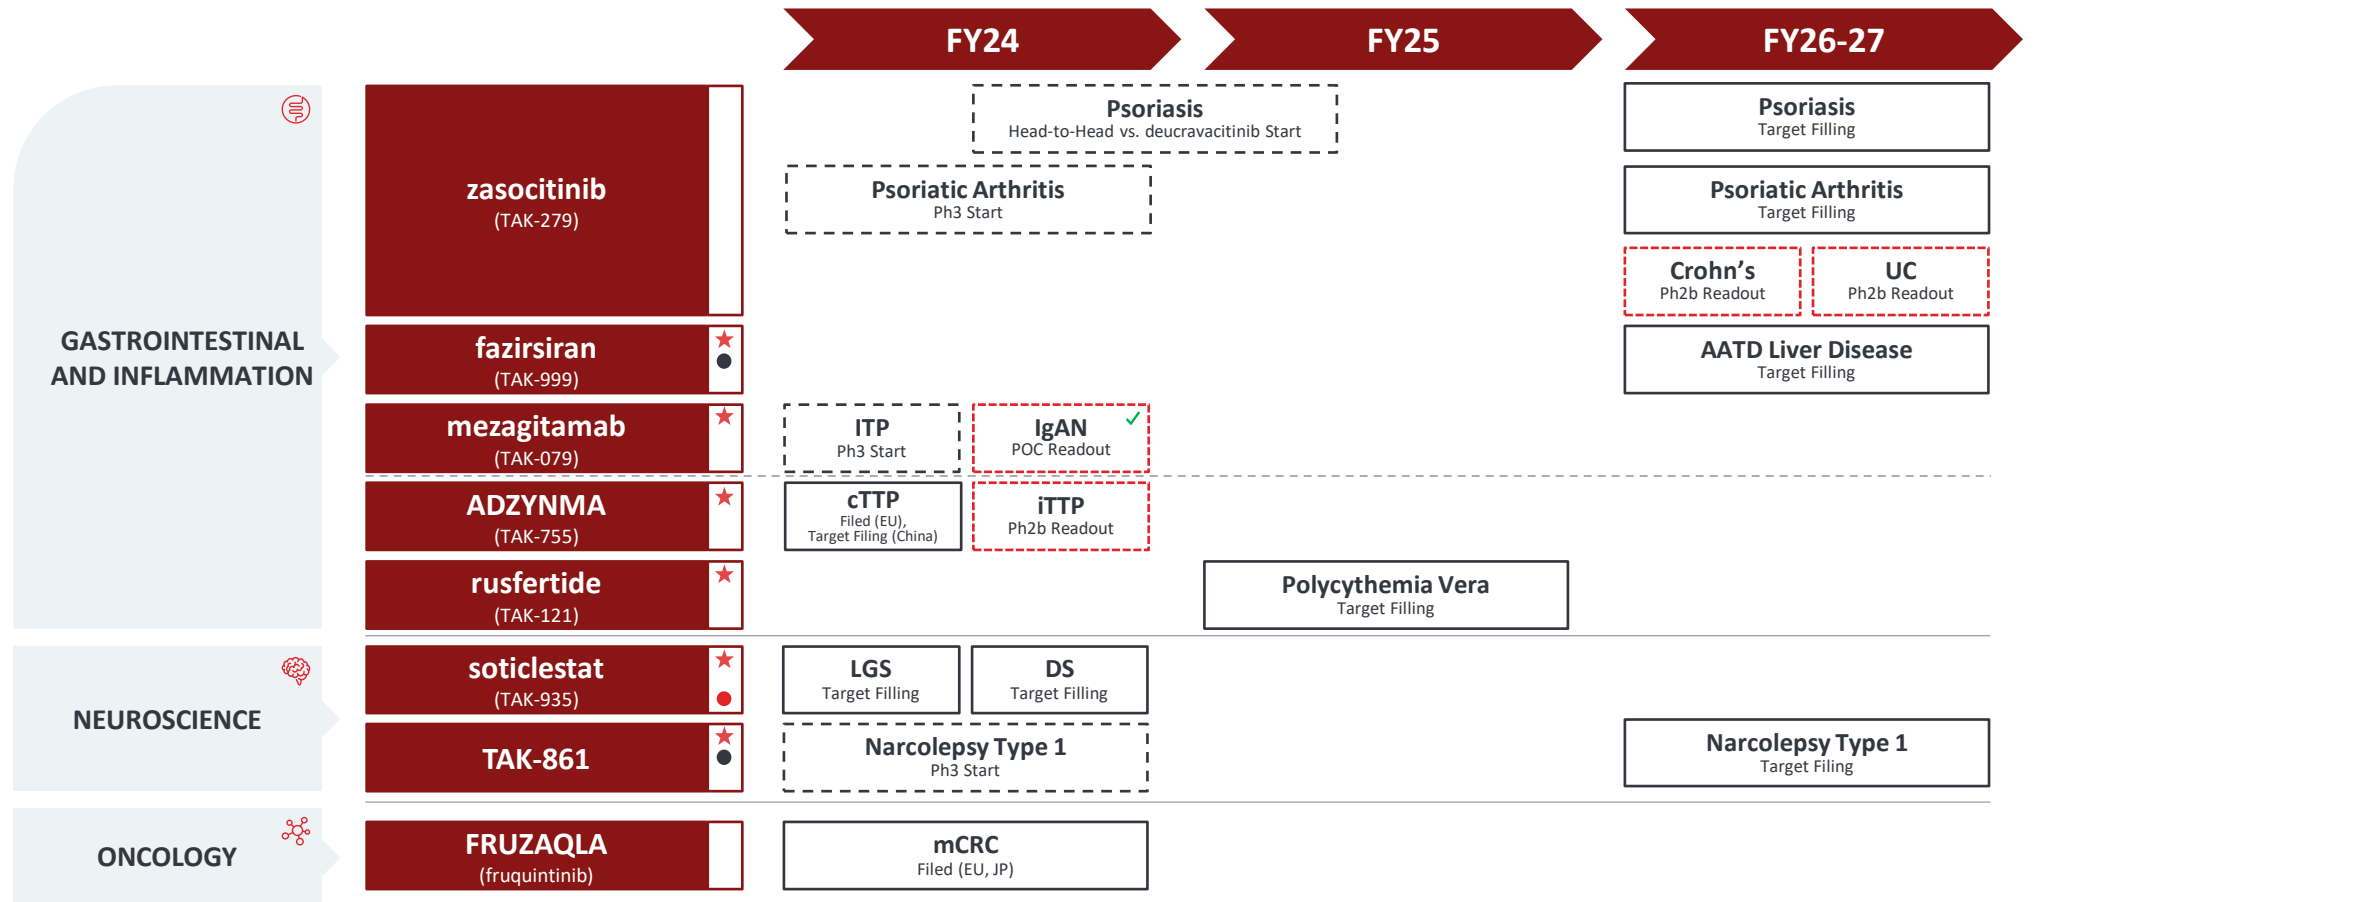 FY24
FY25
FY26-27
GASTROINTESTINAL
AND INFLAMMATION
zasocitinib
(TAK-279)
Psoriasis
Head-to-Head vs. deucravacitinib Start
Psoriasis
Target Filling
Psoriatic Arthritis
Ph3 Start
Psoriatic Arthritis
Target Filling
Crohn's
Ph2b Readout
UC
Ph2b Readout
fazirsiran
(TAK-999)
AATD Liver Disease
Target Filling
mezagitamab
(TAK-079)
ITP
Ph3 Start
IgAN
POC Readout
ADZYNMA
(TAK-755)
cTTP
Filed (EU),
Target Filing (China)
iTTP
Ph2b Readout
rusfertide
(TAK-121)
Polycythemia Vera
Target Filling
NEUROSCIENCE
soticlestat
(TAK-935)
LGS
Target Filling
DS
Target Filling
TAK-861
Narcolepsy Type 1
Ph3 Start
Narcolepsy Type 1
Target Filing
ONCOLOGY
FRUZAQLA
(fruquintinib)
mCRC
Filed (EU, JP)